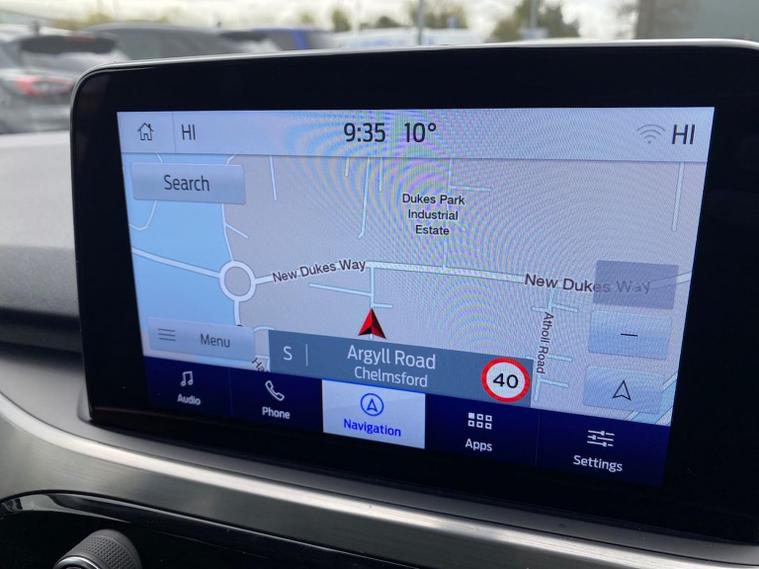 HI
9:35 10°
HI
Search
Dukes Park
Industrial
Estate
New Dukes Way
New Dukes Way
Atholl Road
Menu
S
Argyll Road
Chelmsford
40
Audio
Phone
Navigation
Apps
Settings